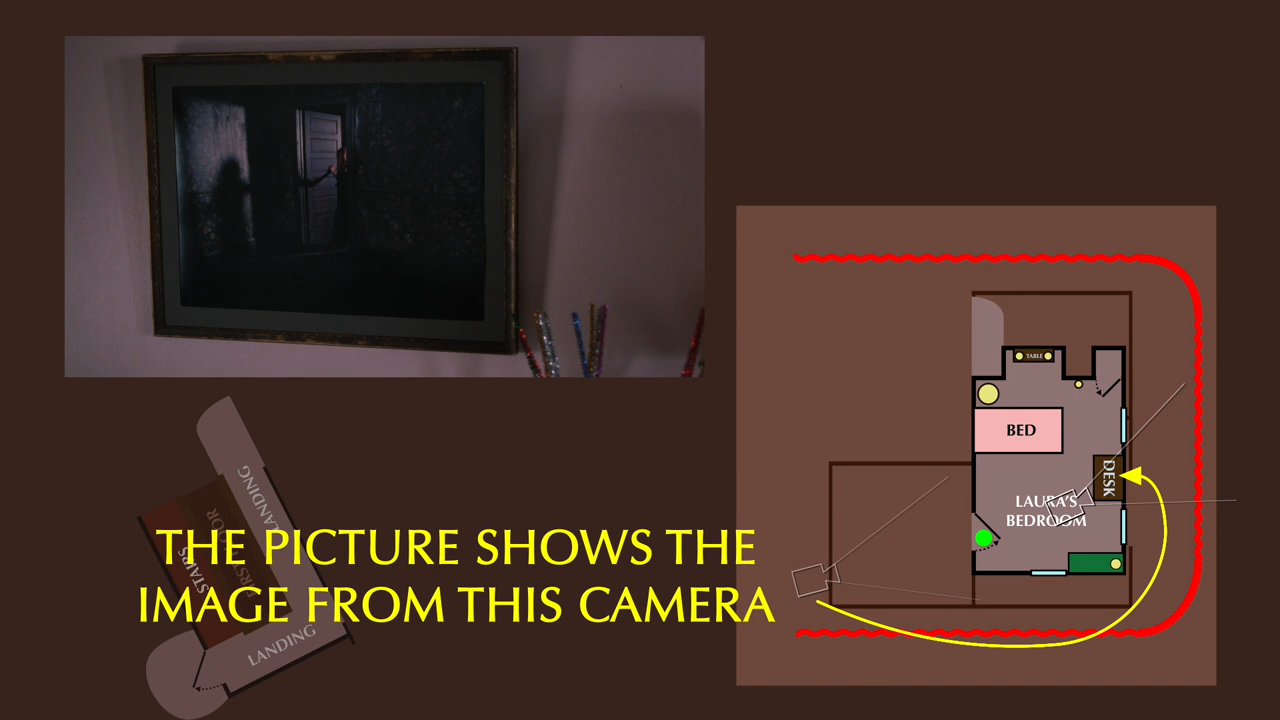 TABLE
BED
DESK
LAURA'S
BEDROOM
LANDING
STAIRS
LANDING
THE PICTURE SHOWS THE
IMAGE FROM THIS CAMERA